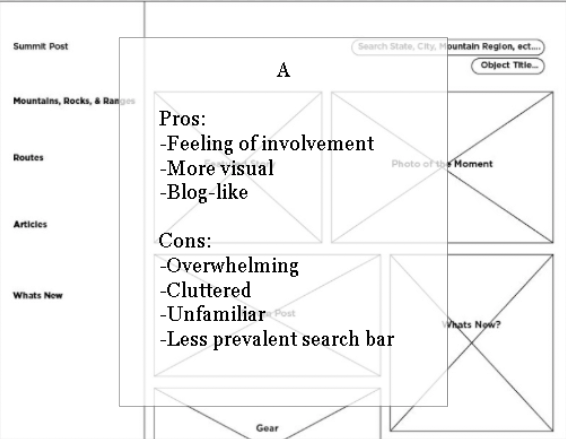 Summit Post
Search State, City, Mountain Region, ect....
Object Title...
A
Mountains, Rocks, & Ranges
Pros:
-Feeling of involvement
-More visual
-Blog-like
Photo of the Moment
Routes
Articles
Whats New
Cons:
-Overwhelming
-Cluttered
-Unfamiliar
-Less prevalent search bar
Post
Whats New?
Gear